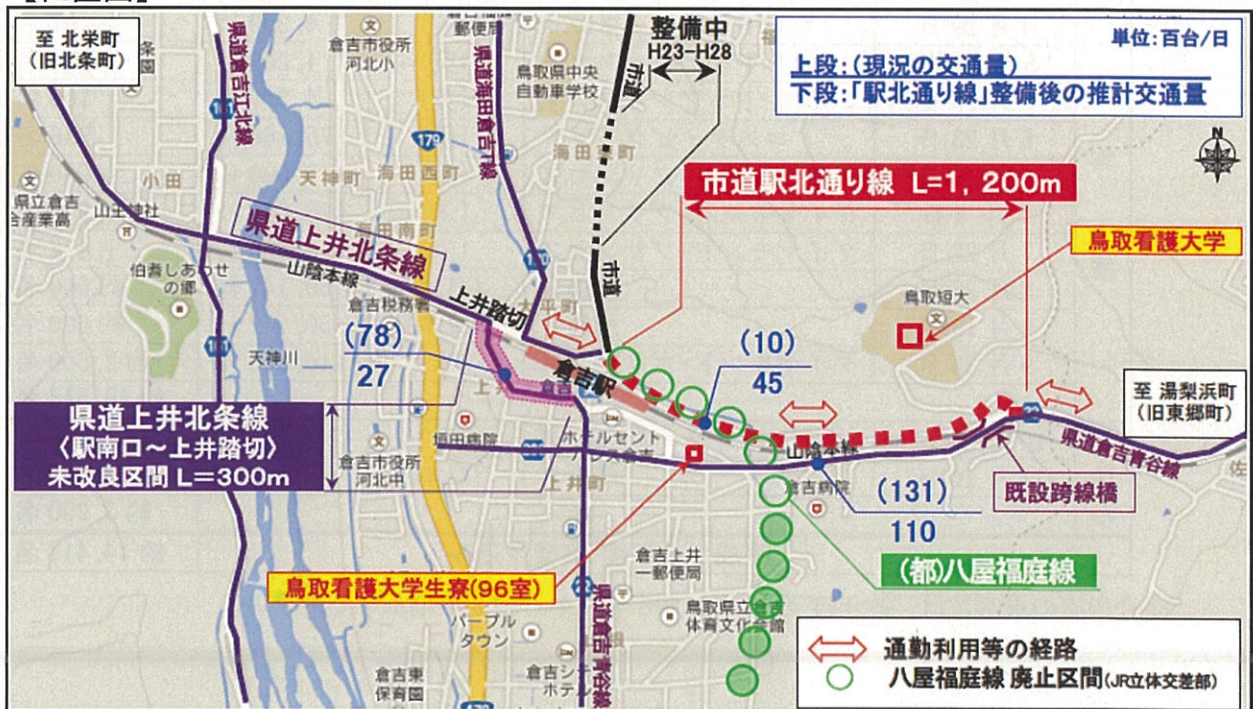 至 北栄町
(旧北条町)
県道倉吉江北線
倉吉市役所
河北小
郵便局
県道海田倉吉T線
鳥取県中央
自動車学校
整備中
H23-H28
市道
単位:百台/日
上段:(現況の交通量)
下段:「駅北通り線」整備後の推計交通量
N
179
小田
天神町
海田西町
市道駅北通り線 L=1,200m
県立倉吉
合産業高
山王神社
県道上井北条線
海田南町
山陰本線
鳥取看護大学
伯耆しあわせ
の郷
倉吉税務署
上井踏切
市道
鳥取短大
天神川
(78)
27
倉吉駅
(10)
45
至 湯梨浜町
(旧東郷町)
県道上井北条線
〈駅南口~上井踏切〉
未改良区間 L=300m
垣田病院
倉吉市役所
河北中
上井町
山陰本線
県道倉吉青谷線
倉吉病院
既設跨線橋
(131)
110
(都)八屋福庭線
鳥取看護大学生寮(96室)
倉吉上井
一郵便局
県道倉吉青谷線
パープル
タウン
鳥取県立倉吉
体育文化会館
倉吉東
保育園
倉吉シティ
ホテル
通勤利用等の経路
八屋福庭線 廃止区間(JR立体交差部)